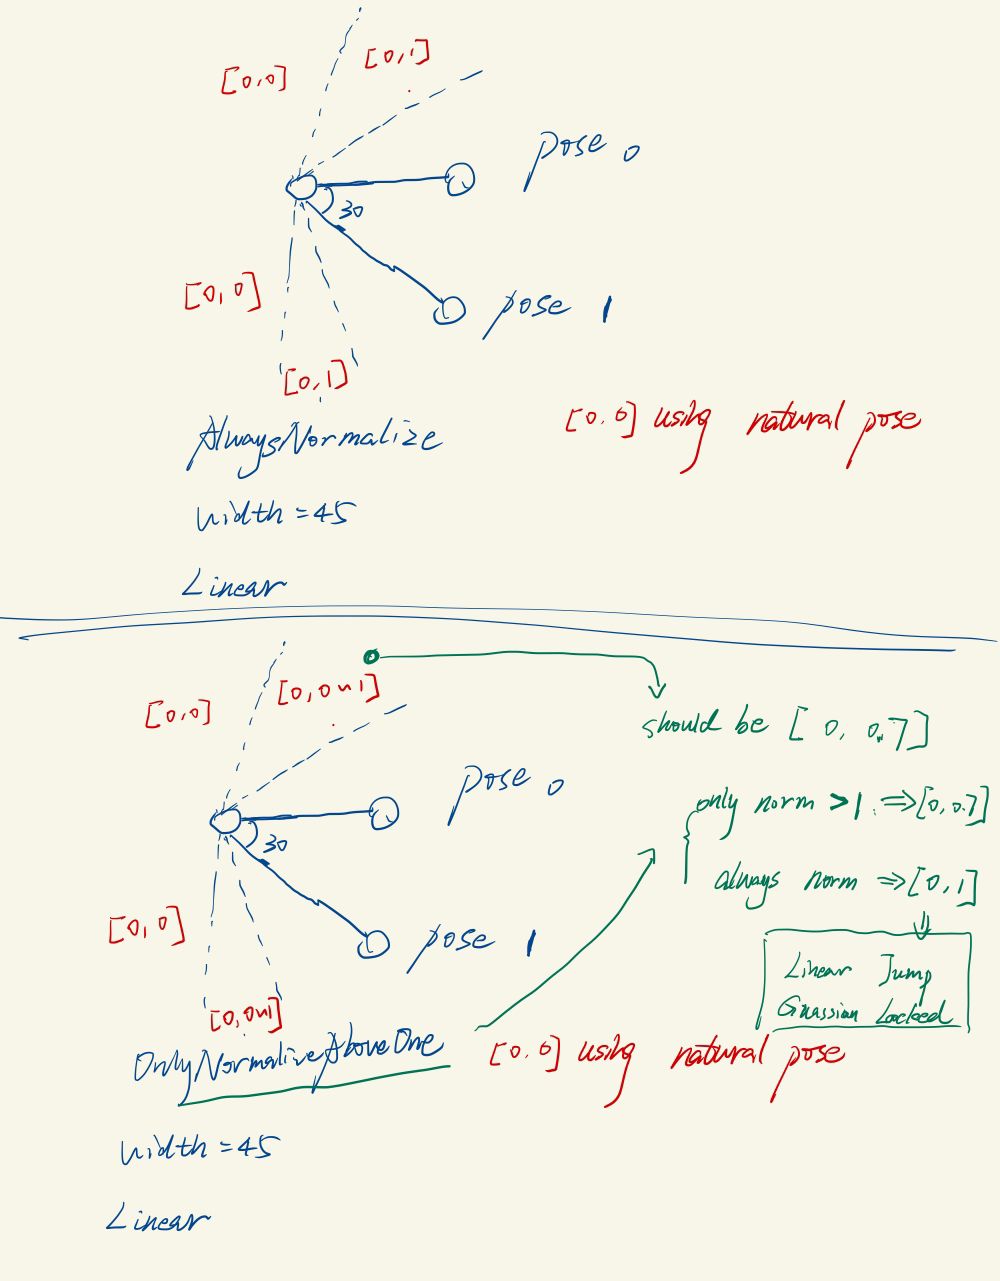 [0,0]
[0,1]
pose 0
30
[0,0]
pose 1
[0,1]
AlwaysNormalize
[0,0] using natural pose
width = 45
Linear
[0,0]
[0,0~1]
should be [ 0, 0.7]
pose 0
only norm >1 ⇒ [0,0.7]
30
always norm ⇒ [0,1]
[0,0]
pose 1
⇓
Linear Jump
Gaussian Locked
[0,0~1]
OnlyNormalizeAboveOne
[0,0] using natural pose
width = 45
Linear